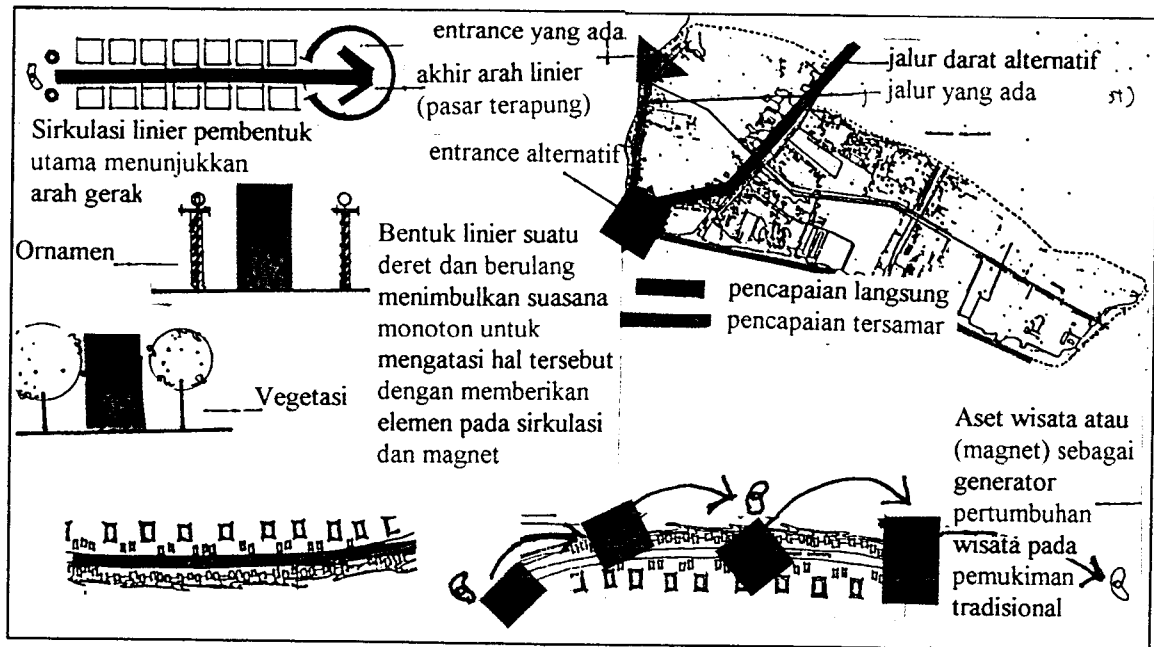 entrance yang ada
akhir arah linier
(pasar terapung)
Sirkulasi linier pembentuk
utama menunjukkan
arah gerak
entrance alternatif
jalur darat alternatif
jalur yang ada
Ornamen
Vegetasi
Bentuk linier suatu
deret dan berulang
menimbulkan suasana
monoton untuk
mengatasi hal tersebut
dengan memberikan
elemen pada sirkulasi
dan magnet
pencapaian langsung
pencapaian tersamar
Aset wisata atau
(magnet) sebagai
generator
pertumbuhan
wisata pada
pemukiman
tradisional